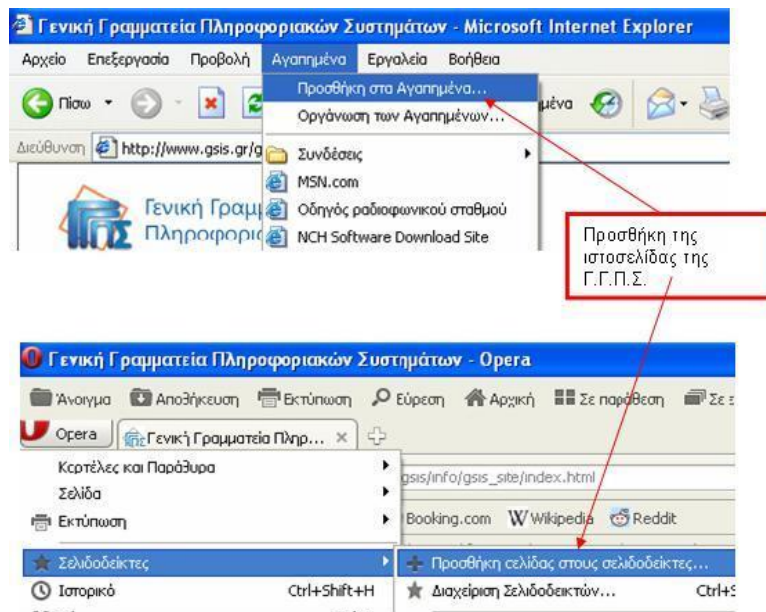 Γενική Γραμματεία Πληροφοριακών Συστημάτων - Microsoft Internet Explorer
Αρχείο Επεξεργασία Προβολή Αγαπημένα Εργαλεία Βοήθεια
Πίσω
Προσθήκη στα Αγαπημένα...
Οργάνωση των Αγαπημένων...
Διεύθυνση http://www.gsis.gr/g
Συνδέσεις
MSN.com
Οδηγός ραδιοφωνικού σταθμού
NCH Software Download Site
Γενική
Προσθήκη της
ιστοσελίδας της
Γ.Γ.Π.Σ.
Γενική Γραμματεία Πληροφοριακών Συστημάτων - Opera
Άνοιγμα Αποθήκευση Εκτύπωση Εύρεση Αρχική Σε παράθεση Σε
Opera Γενική Γραμματεία Πληρ...
Καρτέλες και Παράθυρα
gsis/info/gsis_site/index.html
Σελίδα
Εκτύπωση
Booking.com Wikipedia Reddit
Σελιδοδείκτες
Προσθήκη σελίδας στους σελιδοδείκτες...
Ιστορικό Ctrl+Shift+H
Διαχείριση Σελιδοδεικτών... Ctrl+S